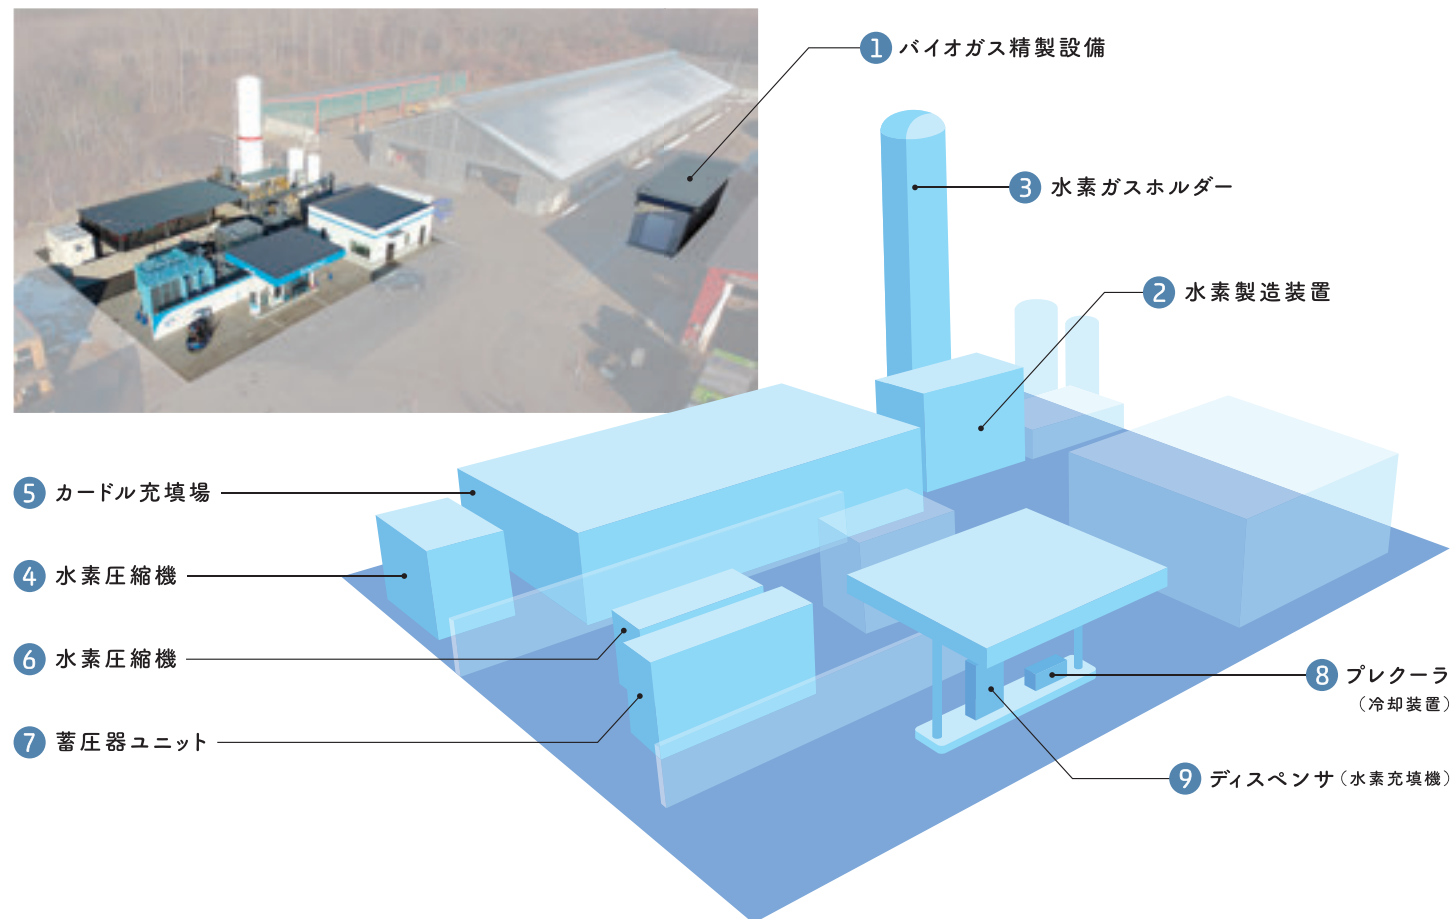 1 バイオガス精製設備
3 水素ガスホルダー
2 水素製造装置
5 カードル充填場
4 水素圧縮機
6 水素圧縮機
7 蓄圧器ユニット
8 プレクーラ
（冷却装置）
9 ディスペンサ（水素充填機）